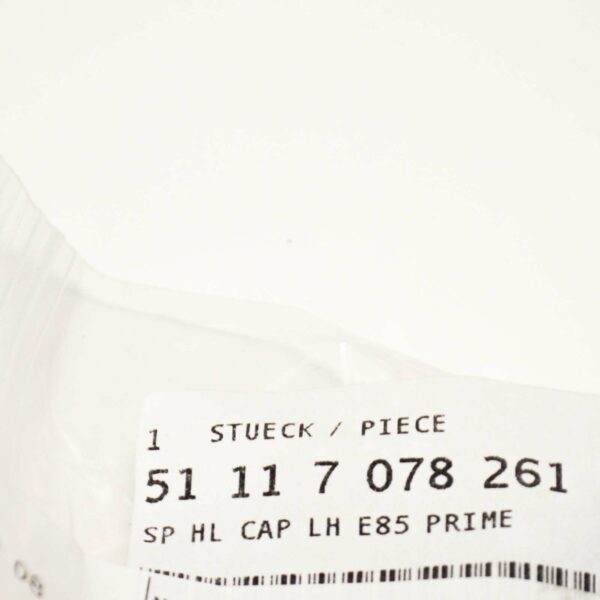 1 STUECK / PIECE
51 11 7 078 261
SP HL CAP LH E85 PRIME